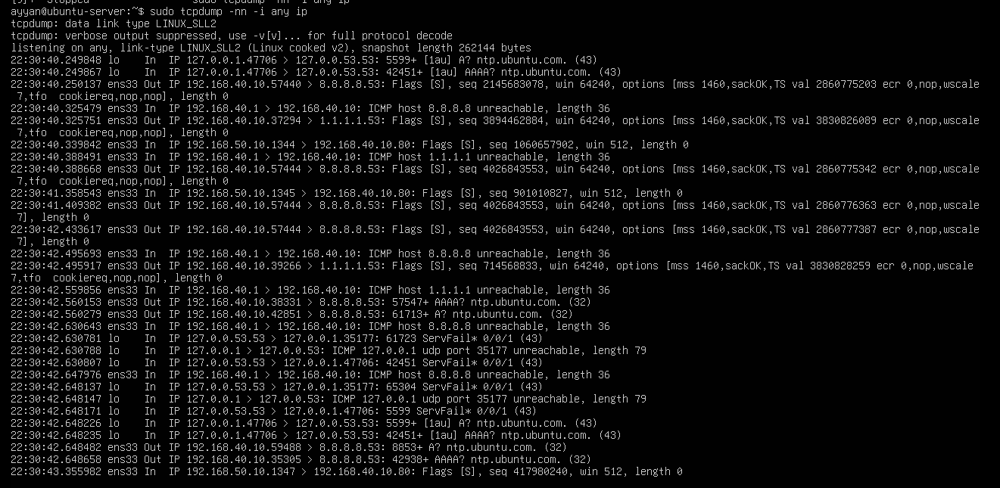 ayyan@ubuntu-server:~$ sudo tcpdump -nn -i any ip
tcpdump: data link type LINUX_SLL2
tcpdump: verbose output suppressed, use -v[v]... for full protocol decode
listening on any, link-type LINUX_SLL2 (Linux cooked v2), snapshot length 262144 bytes
22:30:40.249848 lo    In  IP 127.0.0.1.47706 > 127.0.0.53.53: 5599+ [1au] A? ntp.ubuntu.com. (43)
22:30:40.249867 lo    In  IP 127.0.0.1.47706 > 127.0.0.53.53: 42451+ [1au] AAAA? ntp.ubuntu.com. (43)
22:30:40.250137 ens33 Out IP 192.168.40.10.57440 > 8.8.8.8.53: Flags [S], seq 2145683078, win 64240, options [mss 1460,sackOK,TS val 2860775203 ecr 0,nop,wscale
7,tfo  cookiereq,nop,nop], length 0
22:30:40.325479 ens33 In  IP 192.168.40.1 > 192.168.40.10: ICMP host 8.8.8.8 unreachable, length 36
22:30:40.325751 ens33 Out IP 192.168.40.10.37294 > 1.1.1.1.53: Flags [S], seq 3894462884, win 64240, options [mss 1460,sackOK,TS val 3830826089 ecr 0,nop,wscale
7,tfo  cookiereq,nop,nop], length 0
22:30:40.339842 ens33 In  IP 192.168.50.10.1344 > 192.168.40.10.80: Flags [S], seq 1060657902, win 512, length 0
22:30:40.388491 ens33 In  IP 192.168.40.1 > 192.168.40.10: ICMP host 1.1.1.1 unreachable, length 36
22:30:40.388668 ens33 Out IP 192.168.40.10.57444 > 8.8.8.8.53: Flags [S], seq 4026843553, win 64240, options [mss 1460,sackOK,TS val 2860775342 ecr 0,nop,wscale
7,tfo  cookiereq,nop,nop], length 0
22:30:41.358543 ens33 In  IP 192.168.50.10.1345 > 192.168.40.10.80: Flags [S], seq 901010827, win 512, length 0
22:30:41.409382 ens33 Out IP 192.168.40.10.57444 > 8.8.8.8.53: Flags [S], seq 4026843553, win 64240, options [mss 1460,sackOK,TS val 2860776363 ecr 0,nop,wscale
7], length 0
22:30:42.433617 ens33 Out IP 192.168.40.10.57444 > 8.8.8.8.53: Flags [S], seq 4026843553, win 64240, options [mss 1460,sackOK,TS val 2860777387 ecr 0,nop,wscale
7], length 0
22:30:42.495693 ens33 In  IP 192.168.40.1 > 192.168.40.10: ICMP host 8.8.8.8 unreachable, length 36
22:30:42.495917 ens33 Out IP 192.168.40.10.39266 > 1.1.1.1.53: Flags [S], seq 714568833, win 64240, options [mss 1460,sackOK,TS val 3830828259 ecr 0,nop,wscale
7,tfo  cookiereq,nop,nop], length 0
22:30:42.559856 ens33 In  IP 192.168.40.1 > 192.168.40.10: ICMP host 1.1.1.1 unreachable, length 36
22:30:42.560153 ens33 Out IP 192.168.40.10.38331 > 8.8.8.8.53: 57547+ AAAA? ntp.ubuntu.com. (32)
22:30:42.560279 ens33 Out IP 192.168.40.10.42851 > 8.8.8.8.53: 61713+ A? ntp.ubuntu.com. (32)
22:30:42.630643 ens33 In  IP 192.168.40.1 > 192.168.40.10: ICMP host 8.8.8.8 unreachable, length 36
22:30:42.630781 lo    In  IP 127.0.0.53.53 > 127.0.0.1.35177: 61723 ServFail* 0/0/1 (43)
22:30:42.630788 lo    In  IP 127.0.0.1 > 127.0.0.53: ICMP 127.0.0.1 udp port 35177 unreachable, length 79
22:30:42.630807 lo    In  IP 127.0.0.53.53 > 127.0.0.1.47706: 42451 ServFail* 0/0/1 (43)
22:30:42.647976 ens33 In  IP 192.168.40.1 > 192.168.40.10: ICMP host 8.8.8.8 unreachable, length 36
22:30:42.648137 lo    In  IP 127.0.0.53.53 > 127.0.0.1.35177: 65304 ServFail* 0/0/1 (43)
22:30:42.648147 lo    In  IP 127.0.0.1 > 127.0.0.53: ICMP 127.0.0.1 udp port 35177 unreachable, length 79
22:30:42.648171 lo    In  IP 127.0.0.53.53 > 127.0.0.1.47706: 5599 ServFail* 0/0/1 (43)
22:30:42.648226 lo    In  IP 127.0.0.1.47706 > 127.0.0.53.53: 5599+ [1au] A? ntp.ubuntu.com. (43)
22:30:42.648235 lo    In  IP 127.0.0.1.47706 > 127.0.0.53.53: 42451+ [1au] AAAA? ntp.ubuntu.com. (43)
22:30:42.648482 ens33 Out IP 192.168.40.10.59488 > 8.8.8.8.53: 8853+ A? ntp.ubuntu.com. (32)
22:30:42.648658 ens33 Out IP 192.168.40.10.35305 > 8.8.8.8.53: 42938+ AAAA? ntp.ubuntu.com. (32)
22:30:43.355982 ens33 In  IP 192.168.50.10.1347 > 192.168.40.10.80: Flags [S], seq 417980240, win 512, length 0